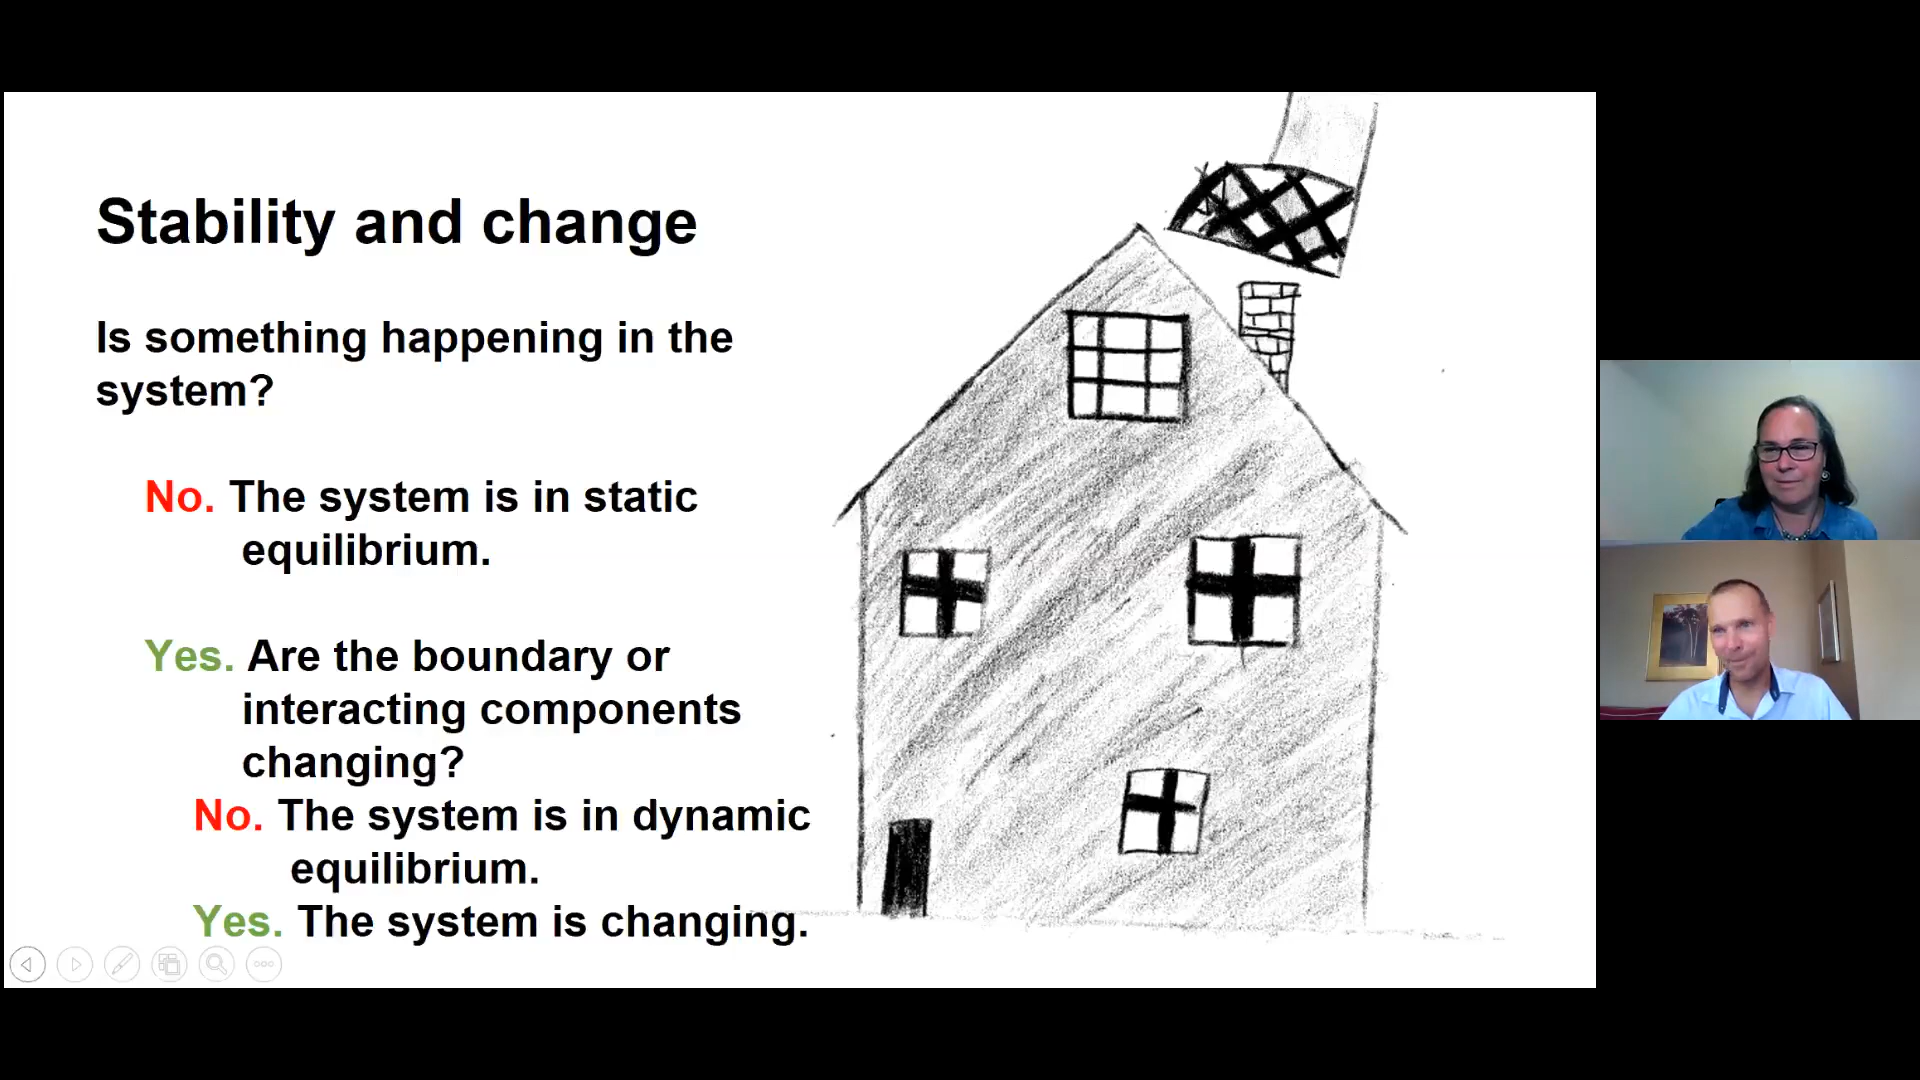 Stability and change
Is something happening in the
system?
No. The system is in static
equilibrium.
Yes. Are the boundary or
interacting components
changing?
No. The system is in dynamic
equilibrium.
Yes. The system is changing.